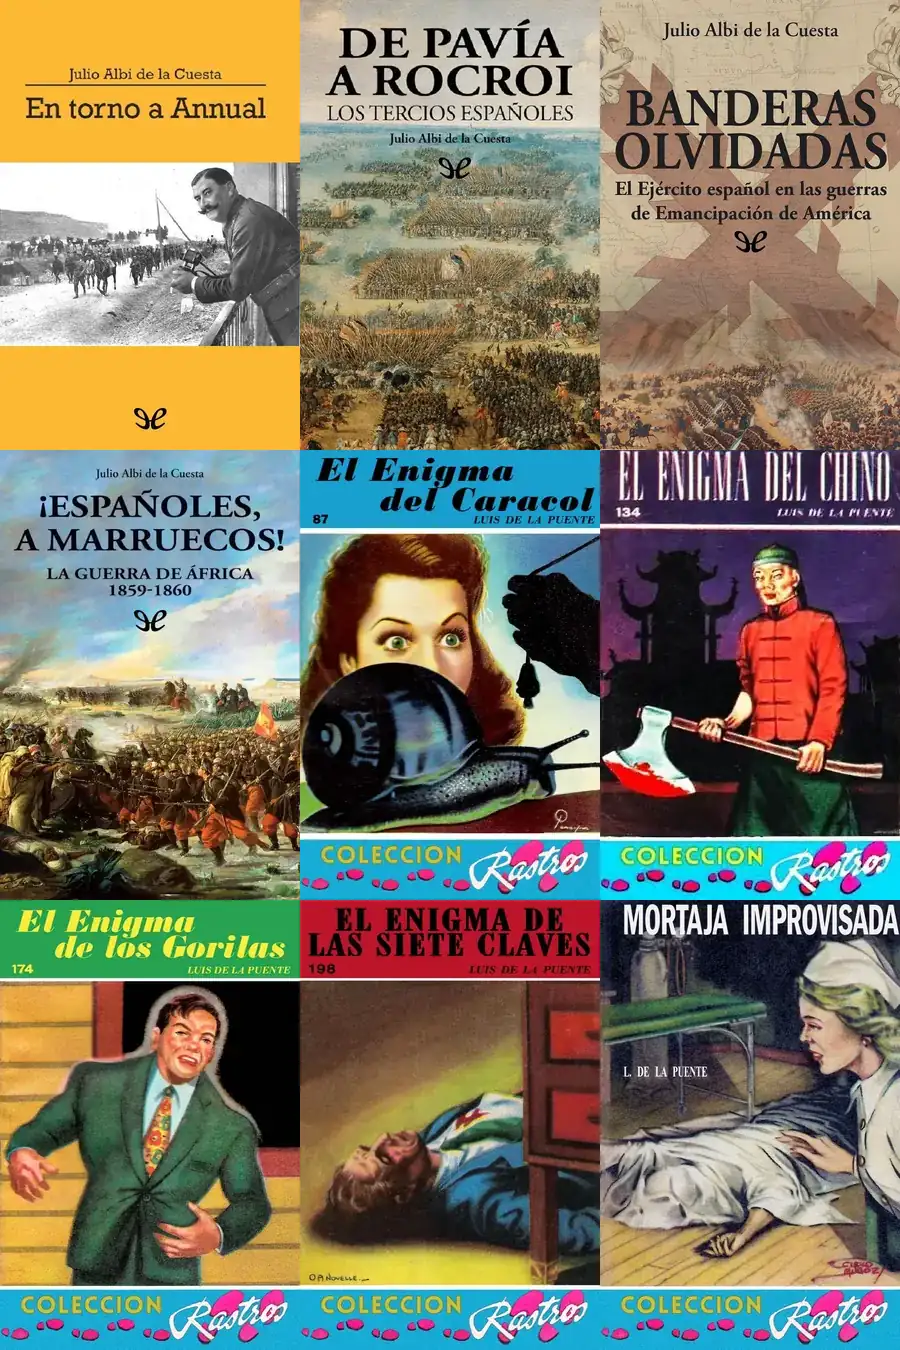 Julio Albi de la Cuesta
En torno a Annual
DE PAVÍA
A ROCROI
LOS TERCIOS ESPAÑOLES
Julio Albi de la Cuesta
Julio Albi de la Cuesta
BANDERAS
OLVIDADAS
El Ejército español en las guerras
de Emancipación de América
Julio Albi de la Cuesta
¡ESPAÑOLES,
A MARRUECOS!
LA GUERRA DE ÁFRICA
1859-1860
El Enigma
del Caracol
87
LUIS DE LA PUENTE
COLECCION Rastros
EL ENIGMA DEL CHINO
134
LUIS DE LA PUENTE
COLECCION Rastros
El Enigma
de los Gorilas
174
LUIS DE LA PUENTE
COLECCION Rastros
EL ENIGMA DE
LAS SIETE CLAVES
198
LUIS DE LA PUENTE
COLECCION Rastros
MORTAJA IMPROVISADA
L. DE LA PUENTE
COLECCION Rastros